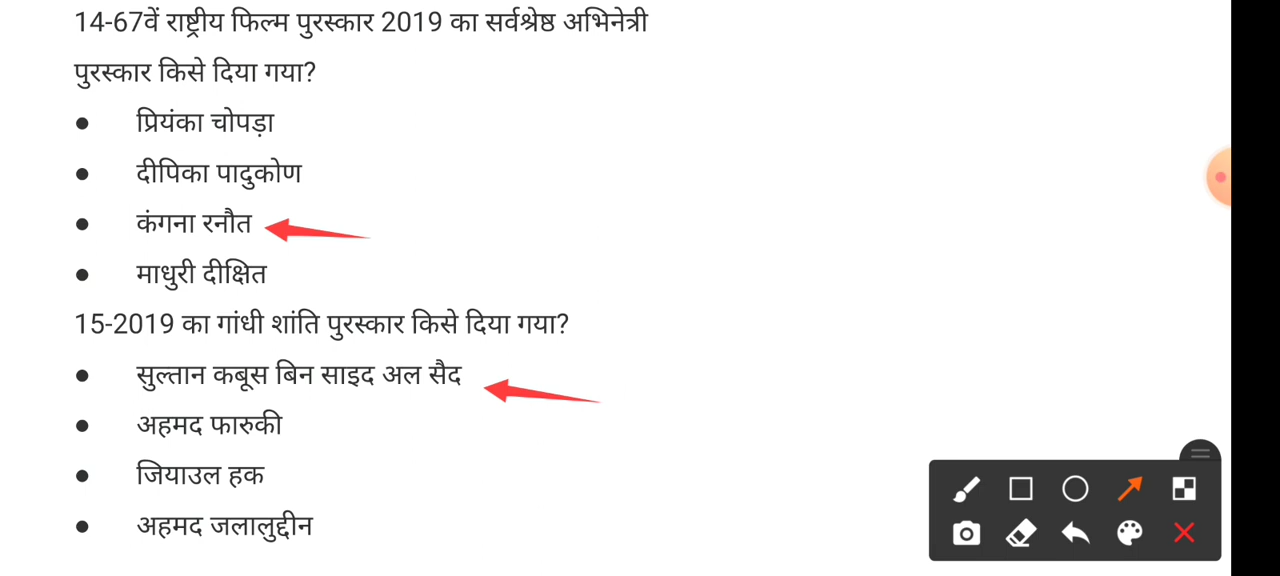 14-67वें राष्ट्रीय फिल्म पुरस्कार 2019 का सर्वश्रेष्ठ अभिनेत्री
पुरस्कार किसे दिया गया?
● प्रियंका चोपड़ा
● दीपिका पादुकोण
● कंगना रनौत
● माधुरी दीक्षित
15-2019 का गांधी शांति पुरस्कार किसे दिया गया?
● सुल्तान कबूस बिन साइद अल सैद
● अहमद फारुकी
● जियाउल हक
● अहमद जलालुद्दीन